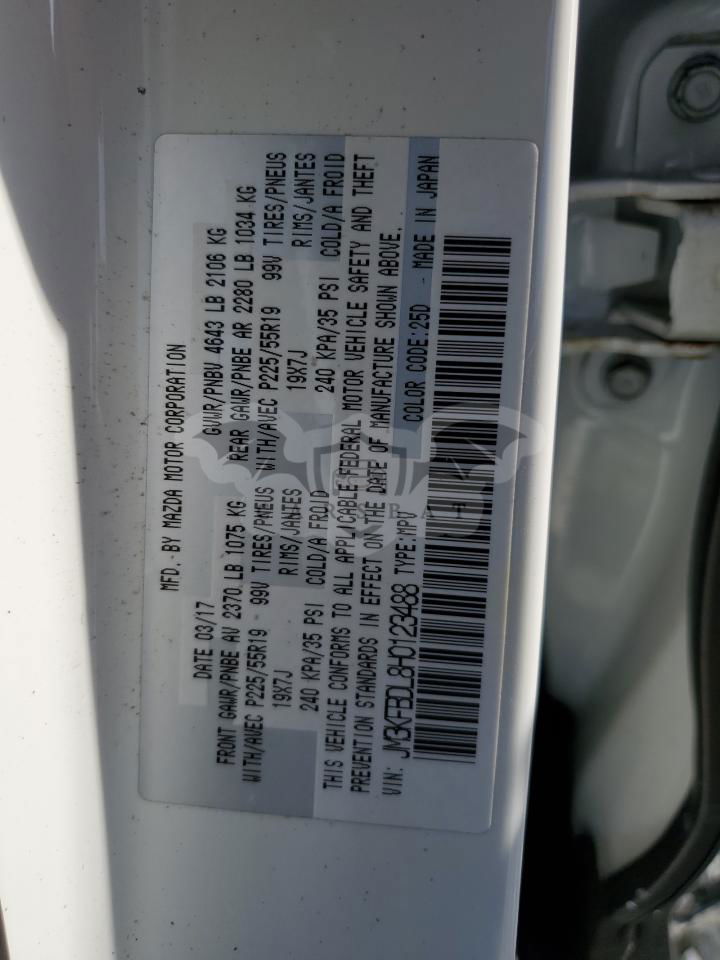 MFD. BY MAZDA MOTOR CORPORATION
DATE 03/17 GVWR/PNBV 4643 LB 2106 KG
FRONT GAWR/PNBE AV 2370 LB 1075 KG REAR GAWR/PNBE AR 2280 LB 1034 KG
WITH/AVEC P225/55R19 99V TIRES/PNEUS WITH/AVEC P225/55R19 99V TIRES/PNEUS
19X7J RIMS/JANTES 19X7J RIMS/JANTES
240 KPA/35 PSI COLD/A FROID 240 KPA/35 PSI COLD/A FROID
THIS VEHICLE CONFORMS TO ALL APPLICABLE FEDERAL MOTOR VEHICLE SAFETY AND THEFT
PREVENTION STANDARDS IN EFFECT ON THE DATE OF MANUFACTURE SHOWN ABOVE.
VIN: JM3KFBDL8H0123488 TYPE:MPV COLOR CODE:25D - MADE IN JAPAN